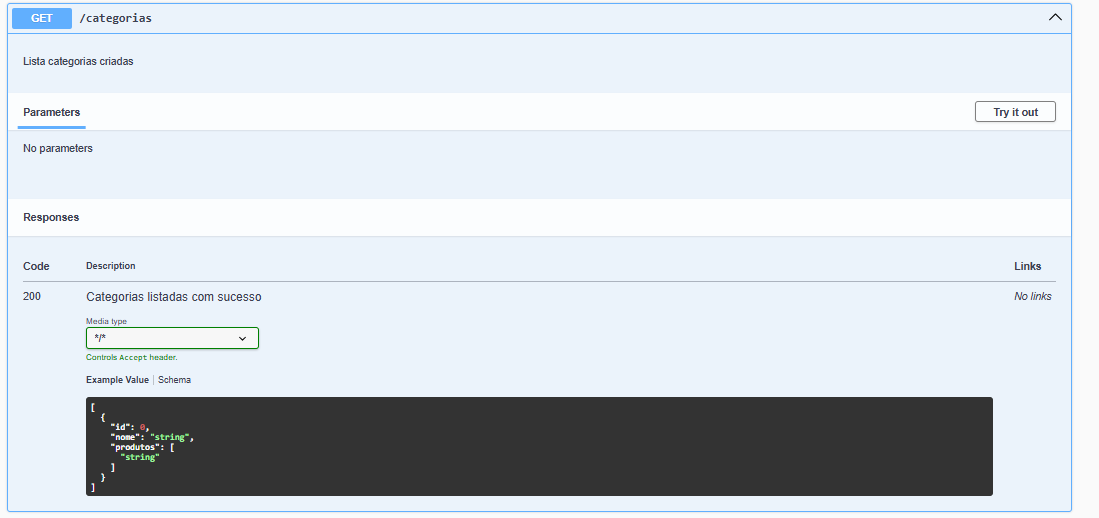 GET /categorias
Lista categorias criadas
Parameters
Try it out
No parameters
Responses
Code Description Links
200 Categorias listadas com sucesso No links
Media type
*/*
Controls Accept header.
Example Value | Schema
[
  {
    "id": 0,
    "nome": "string",
    "produtos": [
      "string"
    ]
  }
]